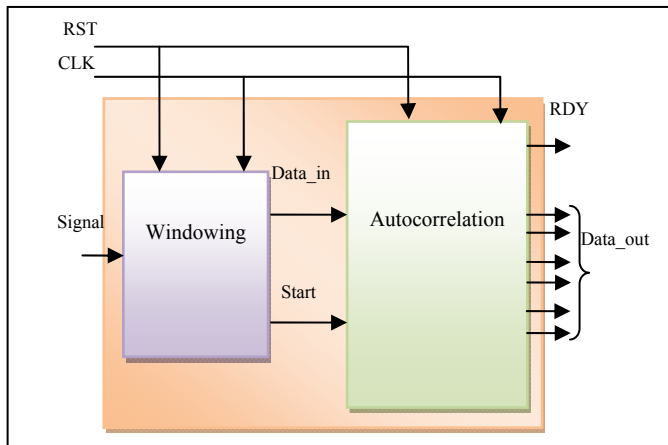 RST
CLK
RDY
Data_in
Signal
Windowing
Autocorrelation
Data_out
Start